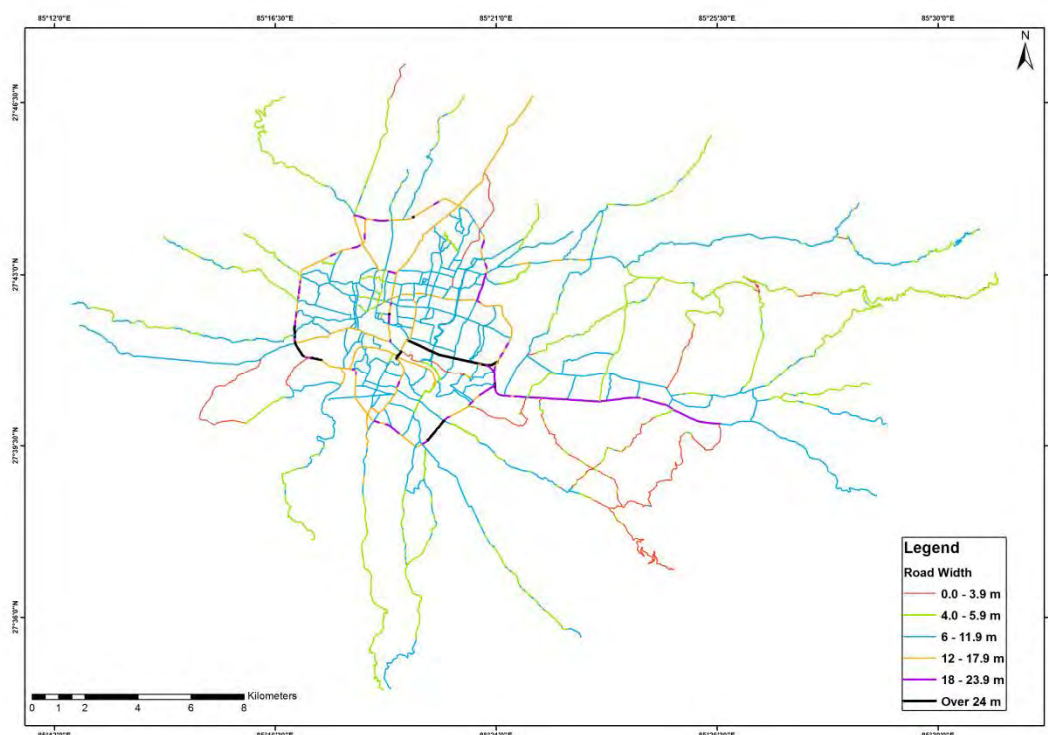 85°12'0"E 85°16'30"E 85°21'0"E 85°25'30"E 85°30'0"E
N
27°46'30"N
27°43'0"N
27°39'30"N
27°36'0"N
Legend
Road Width
0.0 - 3.9 m
4.0 - 5.9 m
6 - 11.9 m
12 - 17.9 m
18 - 23.9 m
Over 24 m
0 1 2 4 6 8 Kilometers